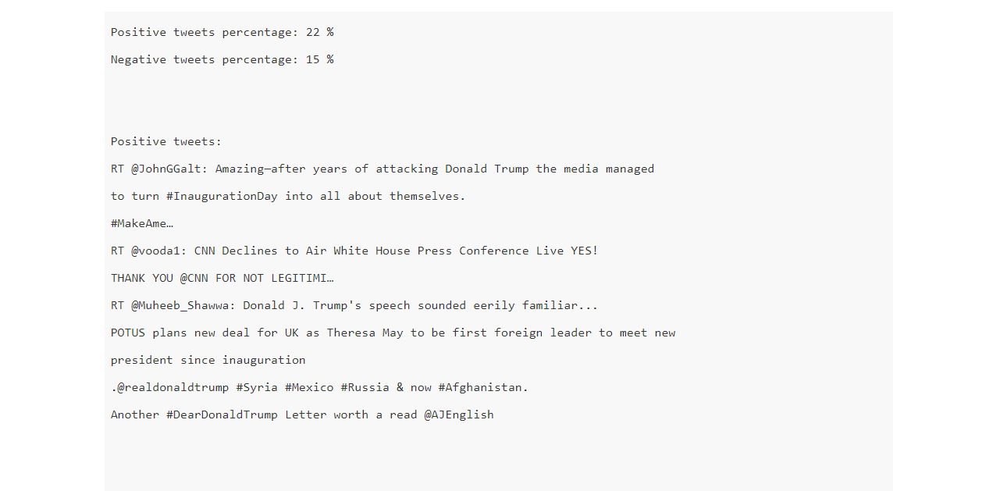 Positive tweets percentage: 22 %
Negative tweets percentage: 15 %
Positive tweets:
RT @JohnGGalt: Amazing—after years of attacking Donald Trump the media managed
to turn #InaugurationDay into all about themselves.
#MakeAme…
RT @vooda1: CNN Declines to Air White House Press Conference Live YES!
THANK YOU @CNN FOR NOT LEGITIMI…
RT @Muheeb_Shawwa: Donald J. Trump's speech sounded eerily familiar...
POTUS plans new deal for UK as Theresa May to be first foreign leader to meet new
president since inauguration
.@realdonaldtrump #Syria #Mexico #Russia & now #Afghanistan.
Another #DearDonaldTrump Letter worth a read @AJEnglish